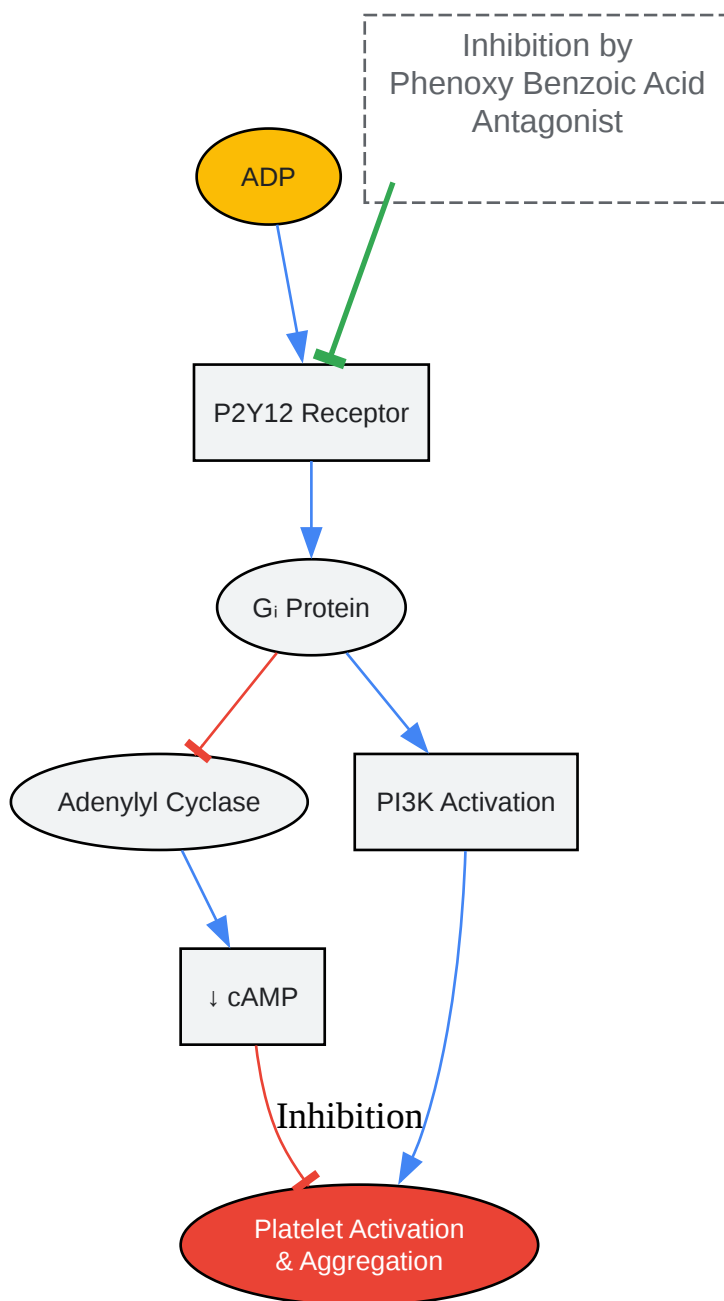 Inhibition by
Phenoxy Benzoic Acid
Antagonist
ADP
P2Y12 Receptor
Gᵢ Protein
Adenylyl Cyclase
PI3K Activation
↓ cAMP
Inhibition
Platelet Activation
& Aggregation